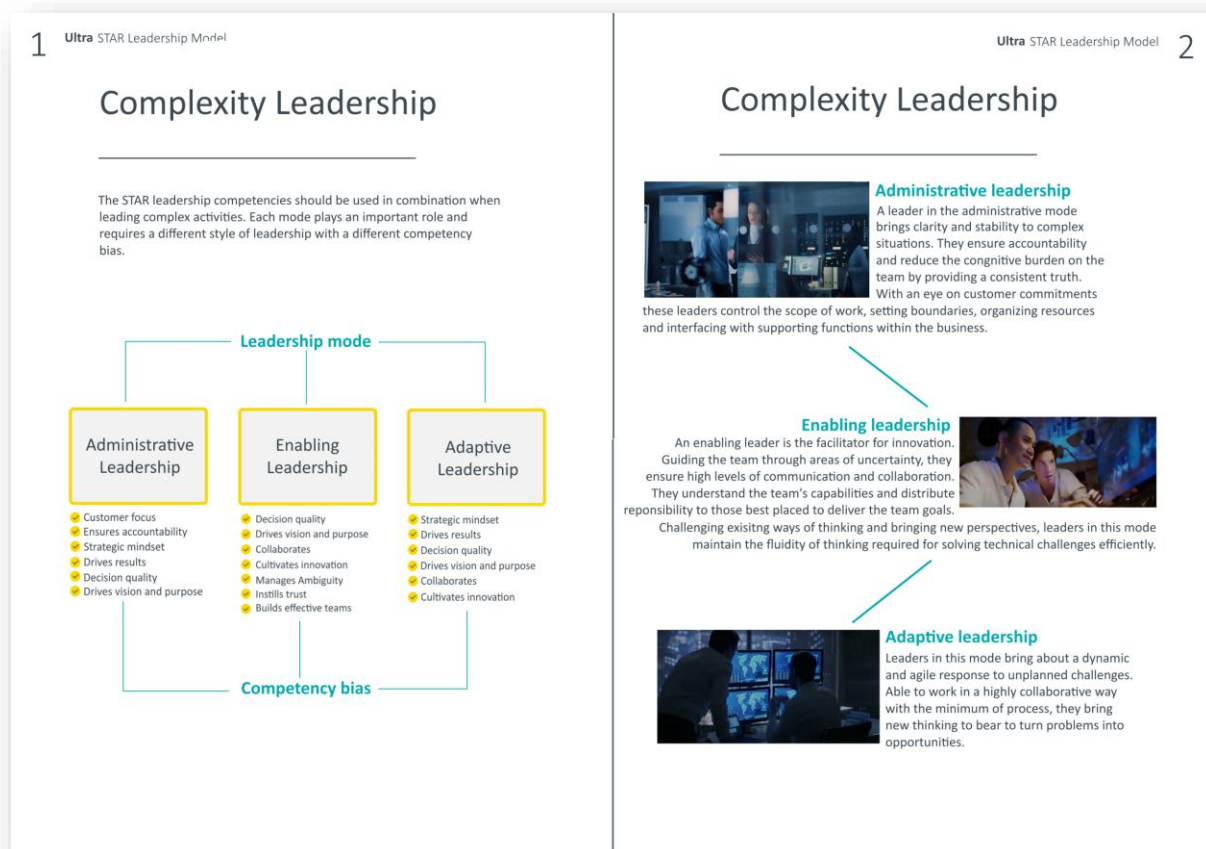 1
Ultra STAR Leadership Model
Complexity Leadership
The STAR leadership competencies should be used in combination when
leading complex activities. Each mode plays an important role and
requires a different style of leadership with a different competency
bias.
Leadership mode
Administrative
Leadership
Customer focus
Ensures accountability
Strategic mindset
Drives results
Decision quality
Drives vision and purpose
Enabling
Leadership
Decision quality
Drives vision and purpose
Collaborates
Cultivates innovation
Manages Ambiguity
Instills trust
Builds effective teams
Adaptive
Leadership
Strategic mindset
Drives results
Decision quality
Drives vision and purpose
Collaborates
Cultivates innovation
Competency bias
Ultra STAR Leadership Model
2
Complexity Leadership
Administrative leadership
A leader in the administrative mode
brings clarity and stability to complex
situations. They ensure accountability
and reduce the congnitive burden on the
team by providing a consistent truth.
With an eye on customer commitments
these leaders control the scope of work, setting boundaries, organizing resources
and interfacing with supporting functions within the business.
Enabling leadership
An enabling leader is the facilitator for innovation.
Guiding the team through areas of uncertainty, they
ensure high levels of communication and collaboration.
They understand the team's capabilities and distribute
reponsibility to those best placed to deliver the team goals.
Challenging exisitng ways of thinking and bringing new perspectives, leaders in this mode
maintain the fluidity of thinking required for solving technical challenges efficiently.
Adaptive leadership
Leaders in this mode bring about a dynamic
and agile response to unplanned challenges.
Able to work in a highly collaborative way
with the minimum of process, they bring
new thinking to bear to turn problems into
opportunities.